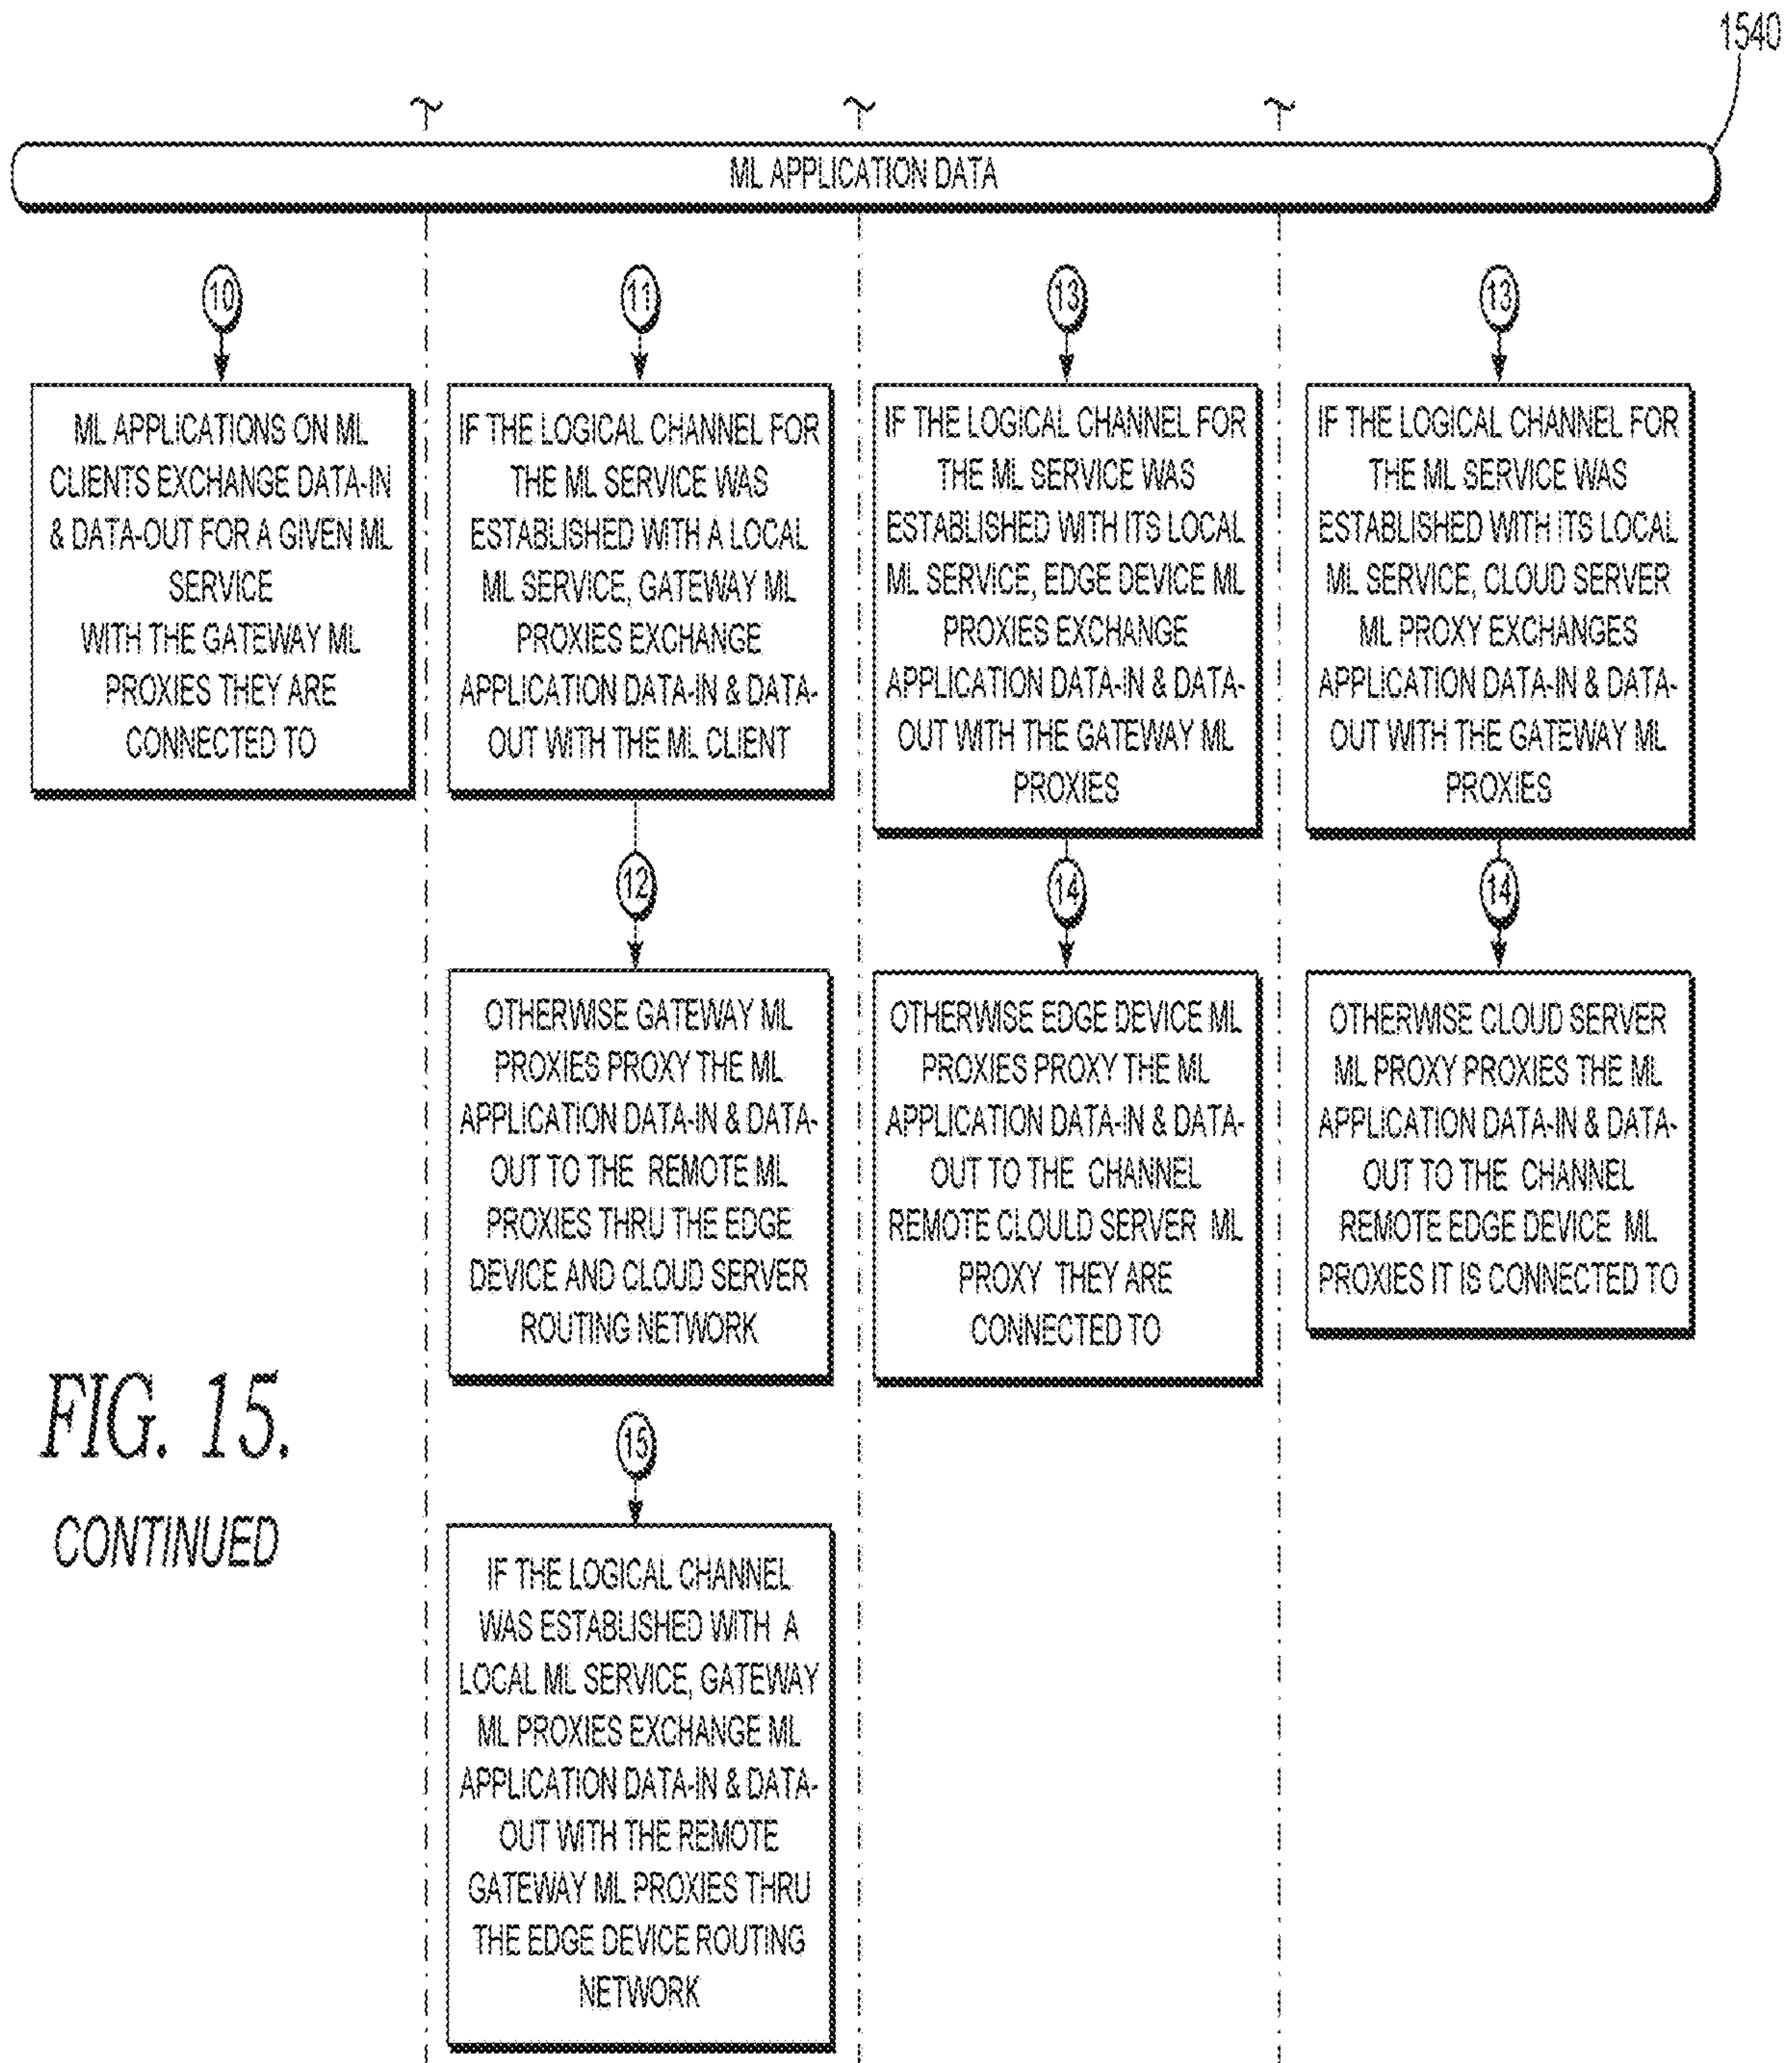 1540
ML APPLICATION DATA
10
ML APPLICATIONS ON ML
CLIENTS EXCHANGE DATA-IN
& DATA-OUT FOR A GIVEN ML
SERVICE
WITH THE GATEWAY ML
PROXIES THEY ARE
CONNECTED TO
11
IF THE LOGICAL CHANNEL FOR
THE ML SERVICE WAS
ESTABLISHED WITH A LOCAL
ML SERVICE, GATEWAY ML
PROXIES EXCHANGE
APPLICATION DATA-IN & DATA-
OUT WITH THE ML CLIENT
12
OTHERWISE GATEWAY ML
PROXIES PROXY THE ML
APPLICATION DATA-IN & DATA-
OUT TO THE REMOTE ML
PROXIES THRU THE EDGE
DEVICE AND CLOUD SERVER
ROUTING NETWORK
15
IF THE LOGICAL CHANNEL
WAS ESTABLISHED WITH A
LOCAL ML SERVICE, GATEWAY
ML PROXIES EXCHANGE ML
APPLICATION DATA-IN & DATA-
OUT WITH THE REMOTE
GATEWAY ML PROXIES THRU
THE EDGE DEVICE ROUTING
NETWORK
13
IF THE LOGICAL CHANNEL FOR
THE ML SERVICE WAS
ESTABLISHED WITH ITS LOCAL
ML SERVICE, EDGE DEVICE ML
PROXIES EXCHANGE
APPLICATION DATA-IN & DATA-
OUT WITH THE GATEWAY ML
PROXIES
14
OTHERWISE EDGE DEVICE ML
PROXIES PROXY THE ML
APPLICATION DATA-IN & DATA-
OUT TO THE CHANNEL
REMOTE CLOULD SERVER ML
PROXY THEY ARE
CONNECTED TO
13
IF THE LOGICAL CHANNEL FOR
THE ML SERVICE WAS
ESTABLISHED WITH ITS LOCAL
ML SERVICE, CLOUD SERVER
ML PROXY EXCHANGES
APPLICATION DATA-IN & DATA-
OUT WITH THE GATEWAY ML
PROXIES
14
OTHERWISE CLOUD SERVER
ML PROXY PROXIES THE ML
APPLICATION DATA-IN & DATA-
OUT TO THE CHANNEL
REMOTE EDGE DEVICE ML
PROXIES IT IS CONNECTED TO
FIG. 15.
CONTINUED